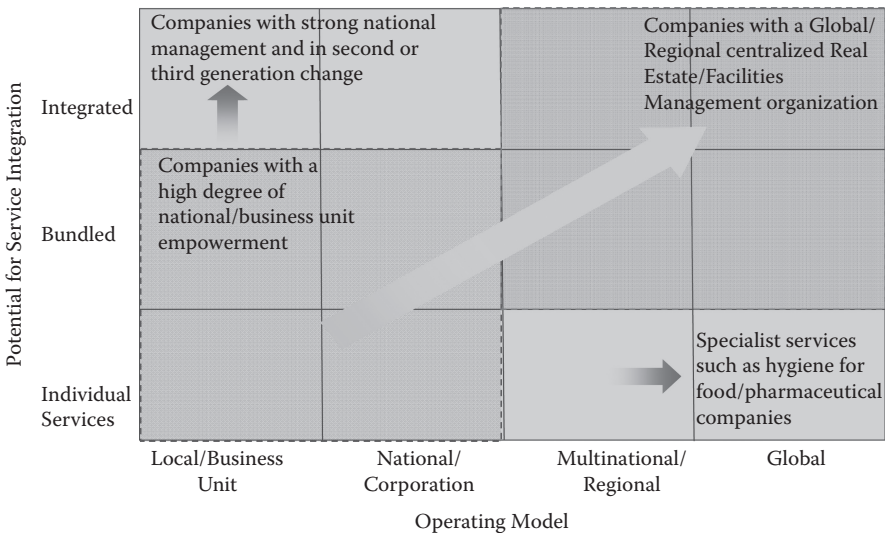 Companies with strong national
management and in second or
third generation change
Companies with a Global/
Regional centralized Real
Estate/Facilities
Management organization
Companies with a
high degree of
national/business unit
empowerment
Specialist services
such as hygiene for
food/pharmaceutical
companies
Potential for Service Integration
Integrated
Bundled
Individual
Services
Local/Business
Unit
National/
Corporation
Multinational/
Regional
Global
Operating Model